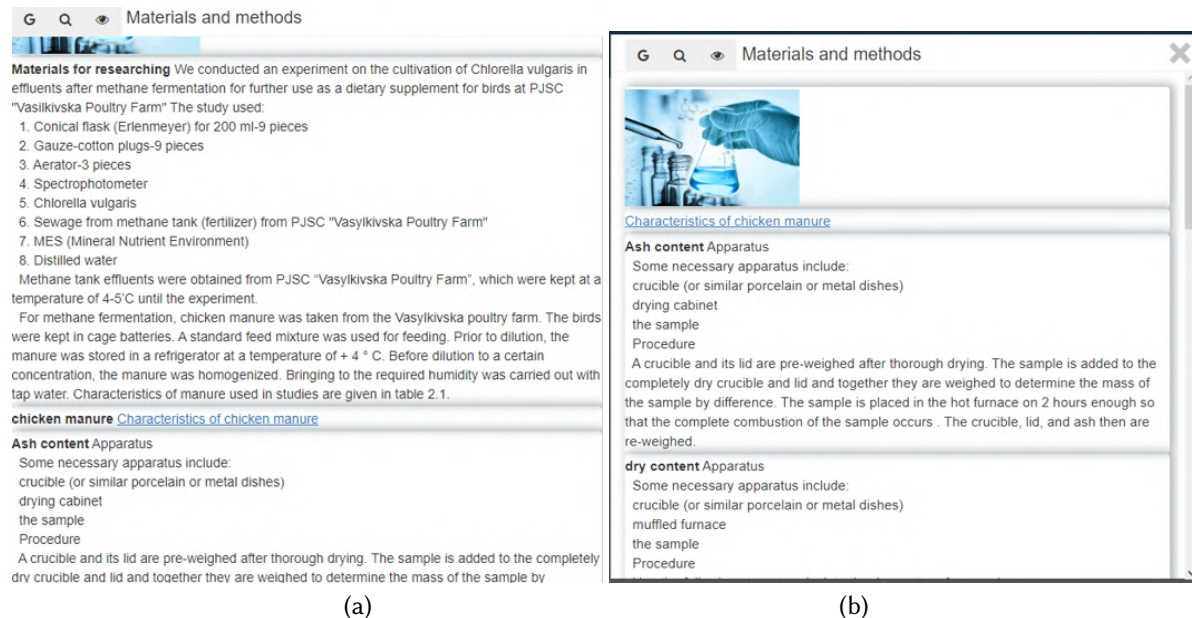 G Materials and methods
Materials for researching We conducted an experiment on the cultivation of Chlorella vulgaris in
effluents after methane fermentation for further use as a dietary supplement for birds at PJSC
"Vasilkivska Poultry Farm" The study used:
1. Conical flask (Erlenmeyer) for 200 ml-9 pieces
2. Gauze-cotton plugs-9 pieces
3. Aerator-3 pieces
4. Spectrophotometer
5. Chlorella vulgaris
6. Sewage from methane tank (fertilizer) from PJSC "Vasylkivska Poultry Farm"
7. MES (Mineral Nutrient Environment)
8. Distilled water
Methane tank effluents were obtained from PJSC “Vasylkivska Poultry Farm”, which were kept at a
temperature of 4-5'C until the experiment.
For methane fermentation, chicken manure was taken from the Vasylkivska poultry farm. The birds
were kept in cage batteries. A standard feed mixture was used for feeding. Prior to dilution, the
manure was stored in a refrigerator at a temperature of + 4 ° C. Before dilution to a certain
concentration, the manure was homogenized. Bringing to the required humidity was carried out with
tap water. Characteristics of manure used in studies are given in table 2.1.
chicken manure Characteristics of chicken manure
Ash content Apparatus
Some necessary apparatus include:
crucible (or similar porcelain or metal dishes)
drying cabinet
the sample
Procedure
A crucible and its lid are pre-weighed after thorough drying. The sample is added to the completely
dry crucible and lid and together they are weighed to determine the mass of the sample by
(a)
G Materials and methods
Characteristics of chicken manure
Ash content Apparatus
Some necessary apparatus include:
crucible (or similar porcelain or metal dishes)
drying cabinet
the sample
Procedure
A crucible and its lid are pre-weighed after thorough drying. The sample is added to the
completely dry crucible and lid and together they are weighed to determine the mass of
the sample by difference. The sample is placed in the hot furnace on 2 hours enough so
that the complete combustion of the sample occurs . The crucible, lid, and ash then are
re-weighed.
dry content Apparatus
Some necessary apparatus include:
crucible (or similar porcelain or metal dishes)
muffled furnace
the sample
Procedure
(b)